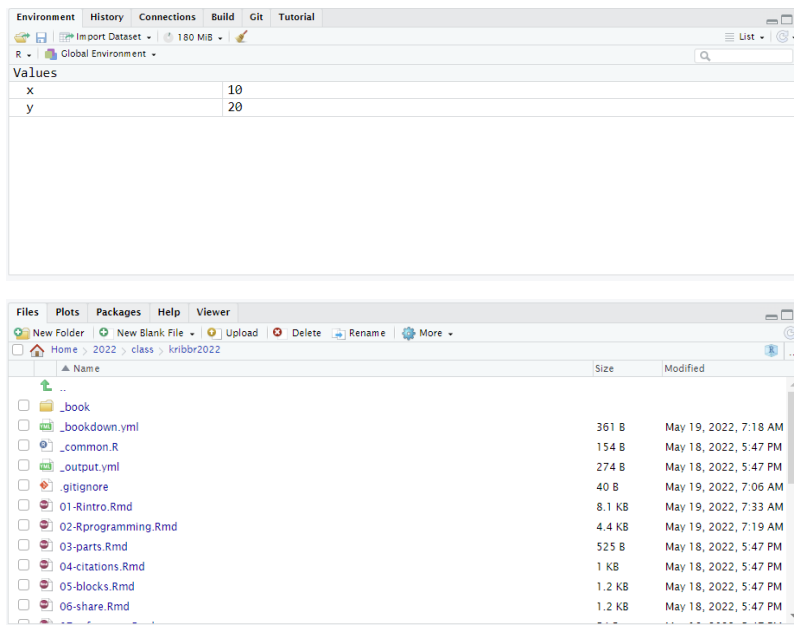 Environment History Connections Build Git Tutorial
Import Dataset 180 MiB List
R Global Environment
Values
x 10
y 20
Files Plots Packages Help Viewer
New Folder New Blank File Upload Delete Rename More
Home 2022 class kribbr2022 R ...
Name Size Modified
..
_book
_bookdown.yml 361 B May 19, 2022, 7:18 AM
_common.R 154 B May 18, 2022, 5:47 PM
_output.yml 274 B May 18, 2022, 5:47 PM
.gitignore 40 B May 19, 2022, 7:06 AM
01-Rintro.Rmd 8.1 KB May 19, 2022, 7:33 AM
02-Rprogramming.Rmd 4.4 KB May 19, 2022, 7:19 AM
03-parts.Rmd 525 B May 18, 2022, 5:47 PM
04-citations.Rmd 1 KB May 18, 2022, 5:47 PM
05-blocks.Rmd 1.2 KB May 18, 2022, 5:47 PM
06-share.Rmd 1.2 KB May 18, 2022, 5:47 PM